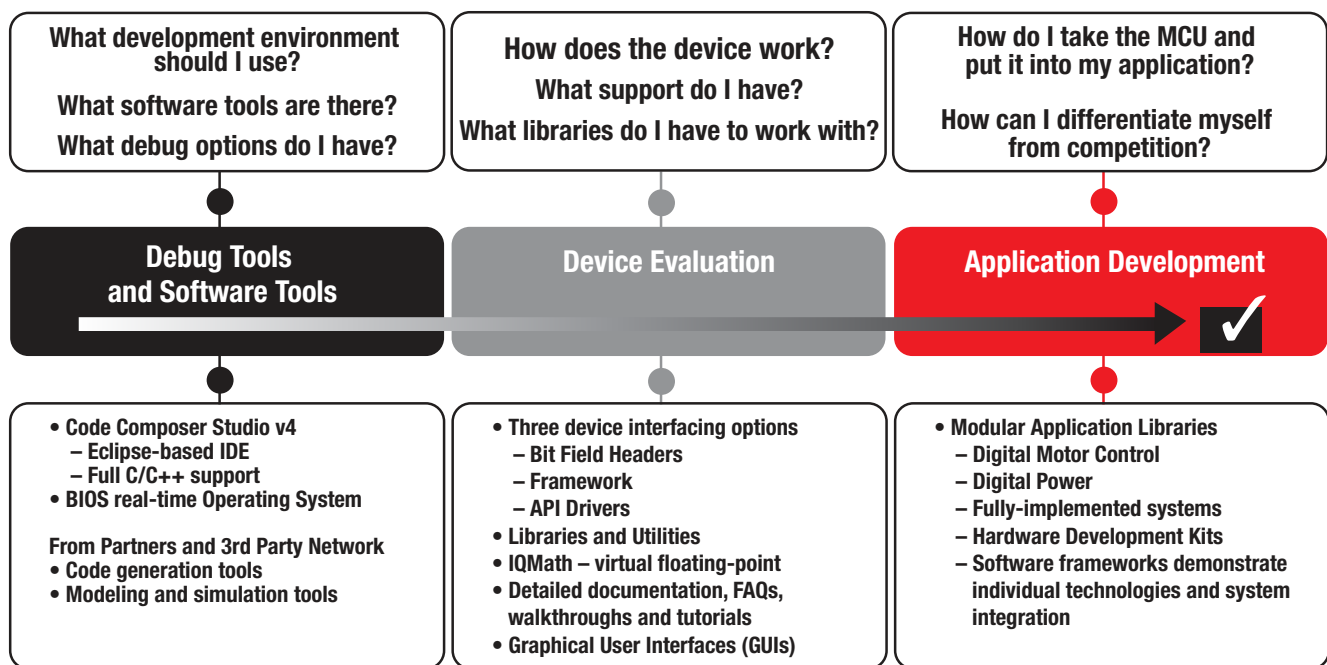 What development environment
should I use?
What software tools are there?
What debug options do I have?
How does the device work?
What support do I have?
What libraries do I have to work with?
How do I take the MCU and
put it into my application?
How can I differentiate myself
from competition?
Debug Tools
and Software Tools
Device Evaluation
Application Development
• Code Composer Studio v4
– Eclipse-based IDE
– Full C/C++ support
• BIOS real-time Operating System
From Partners and 3rd Party Network
• Code generation tools
• Modeling and simulation tools
• Three device interfacing options
– Bit Field Headers
– Framework
– API Drivers
• Libraries and Utilities
• IQMath – virtual floating-point
• Detailed documentation, FAQs,
walkthroughs and tutorials
• Graphical User Interfaces (GUIs)
• Modular Application Libraries
– Digital Motor Control
– Digital Power
– Fully-implemented systems
– Hardware Development Kits
– Software frameworks demonstrate
individual technologies and system
integration